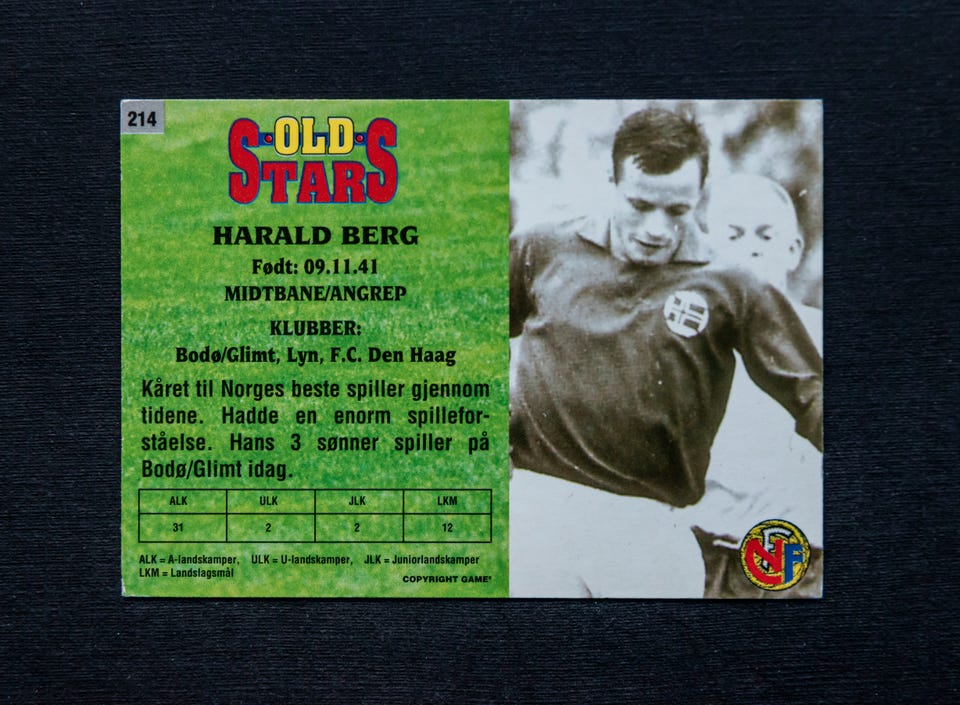 214
OLD
STARS
HARALD BERG
Født: 09.11.41
MIDTBANE/ANGREP
KLUBBER:
Bodø/Glimt, Lyn, F.C. Den Haag
Kåret til Norges beste spiller gjennom
tidene. Hadde en enorm spillefor-
ståelse. Hans 3 sønner spiller på
Bodø/Glimt idag.
ALK ULK JLK LKM
31 2 2 12
ALK = A-landskamper, ULK = U-landskamper, JLK = Juniorlandskamper
LKM = Landslagsmål
COPYRIGHT GAME®
NFF